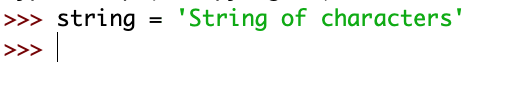 >>> string = 'String of characters'
>>>